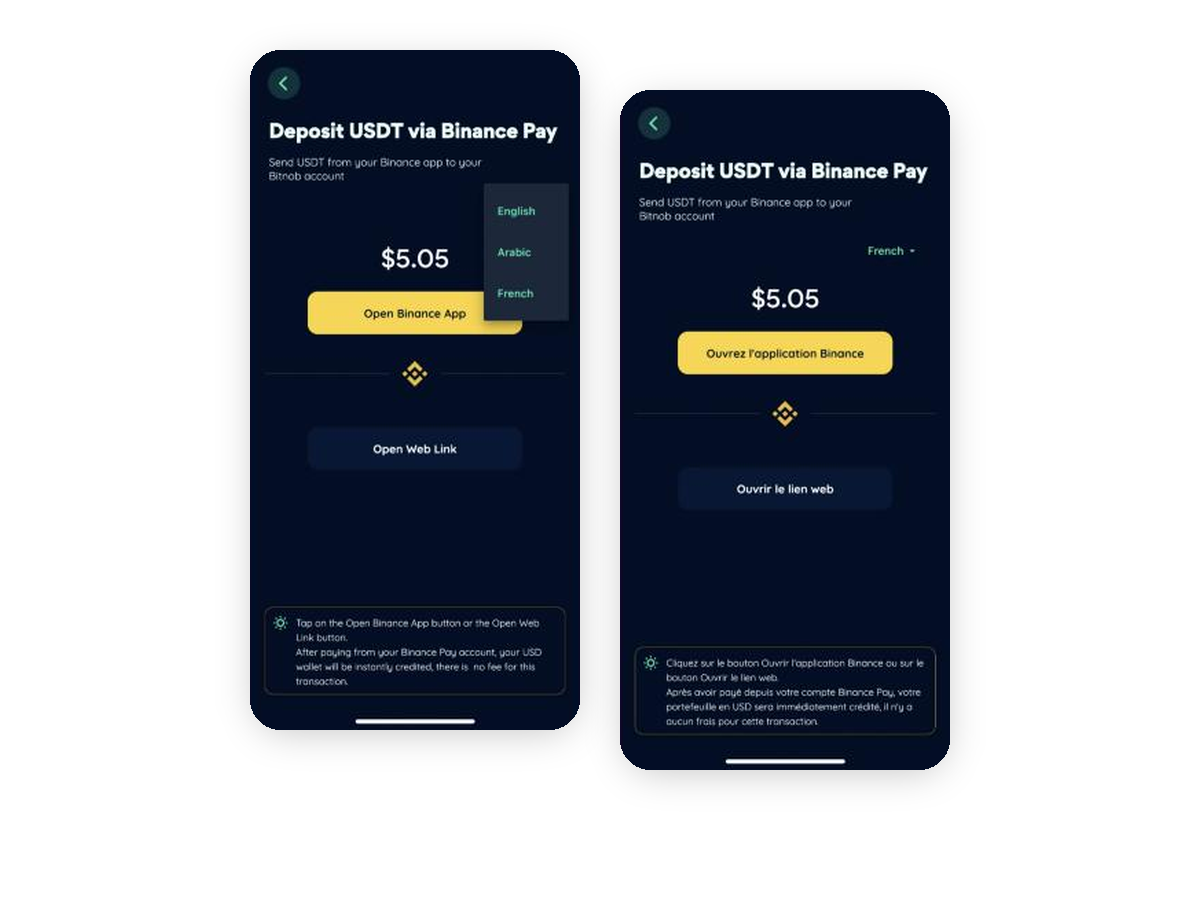 Deposit USDT via Binance Pay
Send USDT from your Binance app to your
Bitnob account
English
Arabic
French
$5.05
Open Binance App
Open Web Link
Tap on the Open Binance App button or the Open Web
Link button.
After paying from your Binance Pay account, your USD
wallet will be instantly credited, there is no fee for this
transaction.
Deposit USDT via Binance Pay
Send USDT from your Binance app to your
Bitnob account
French
$5.05
Ouvrez l'application Binance
Ouvrir le lien web
Cliquez sur le bouton Ouvrir l'application Binance ou sur le
bouton Ouvrir le lien web.
Après avoir payé depuis votre compte Binance Pay, votre
portefeuille en USD sera immédiatement crédité, il n'y a
aucun frais pour cette transaction.